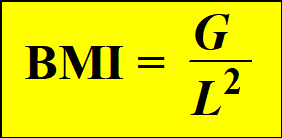 BMI = G / L²